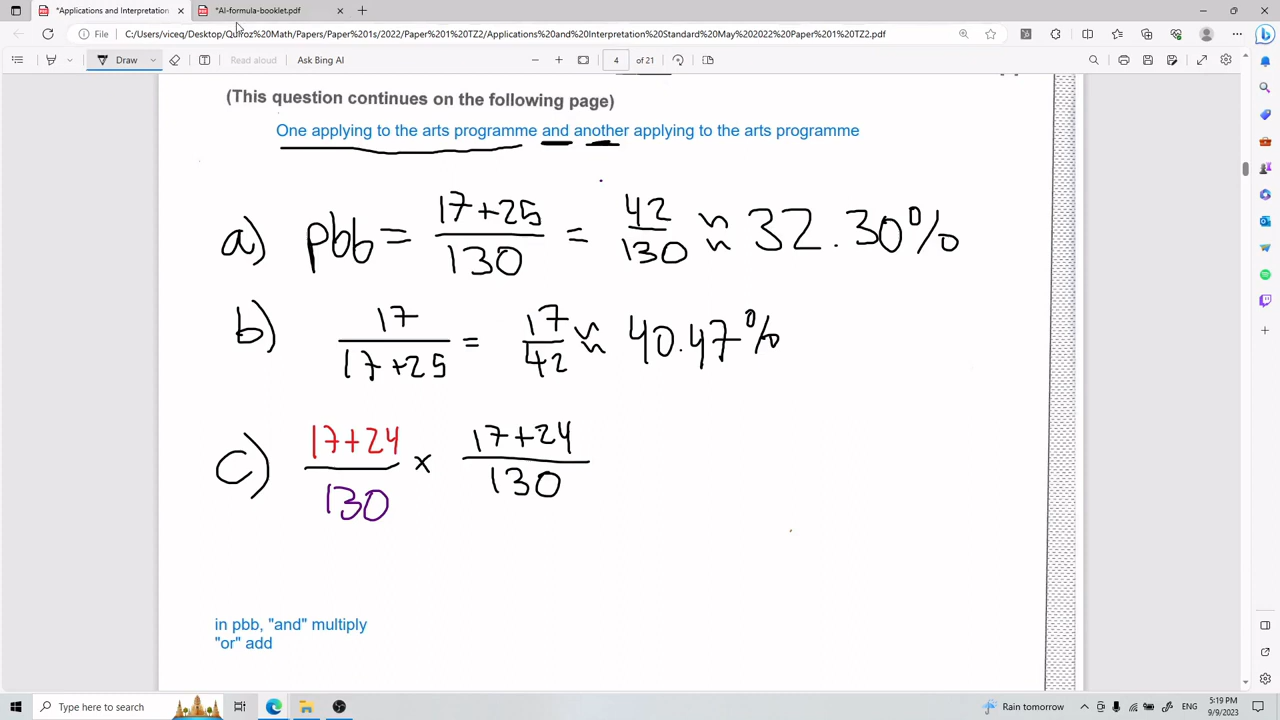 *Applications and Interpretation
*AI-formula-booklet.pdf
File
C:/Users/viceq/Desktop/Quiroz%20Math/Papers/Paper%201s/2022/Paper%201%20TZ2/Applications%20and%20Interpretation%20Standard%20May%202022%20Paper%201%20TZ2.pdf
Draw
Read aloud
Ask Bing AI
4
of 21
(This question continues on the following page)
One applying to the arts programme and another applying to the arts programme
a) pbb = 17+25/130 = 42/130 ≈ 32.30%
b) 17/17+25 = 17/42 ≈ 40.47%
c) 17+24/130 × 17+24/130
in pbb, "and" multiply
"or" add
Type here to search
Rain tomorrow
5:19 PM
9/9/2023